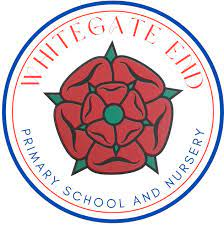 WHITEGATE END
PRIMARY SCHOOL AND NURSERY